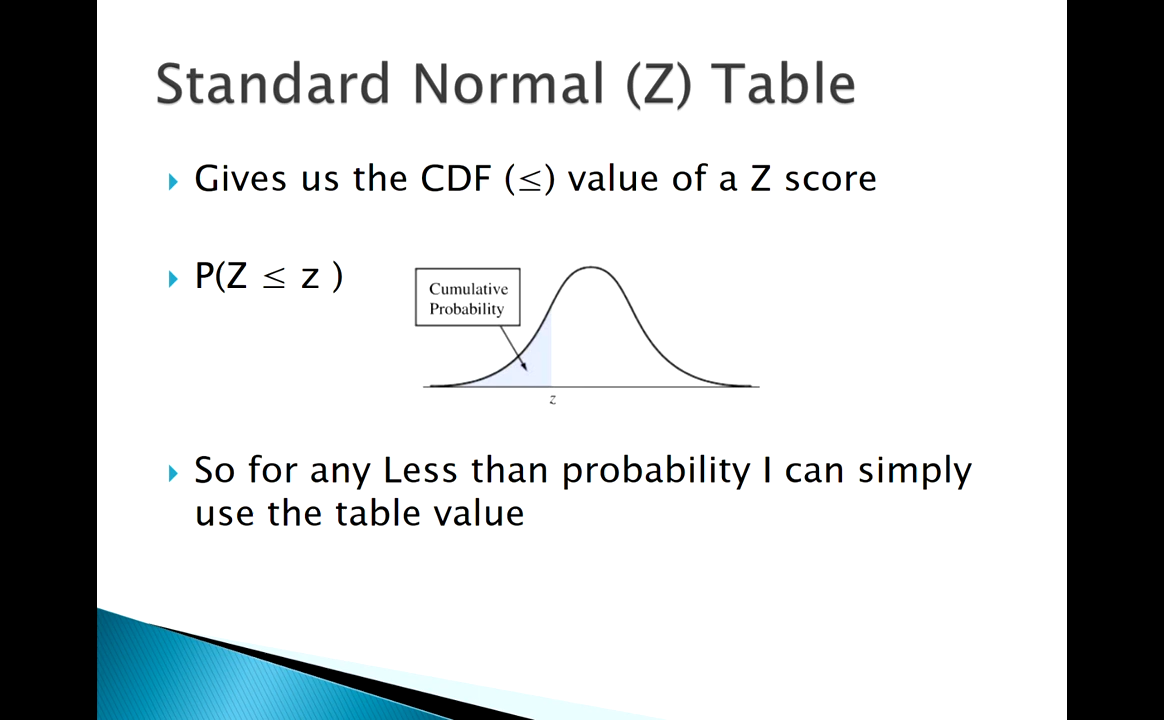 Standard Normal (Z) Table
Gives us the CDF (≤) value of a Z score
P(Z ≤ z )
Cumulative
Probability
z
So for any Less than probability I can simply
use the table value